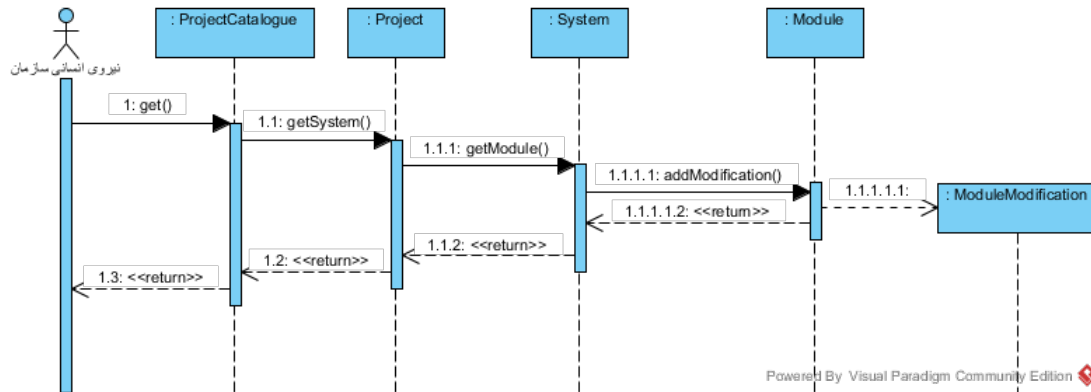 : ProjectCatalogue
: Project
: System
: Module
نیروی انسانی سازمان
1: get()
1.1: getSystem()
1.1.1: getModule()
1.1.1.1: addModification()
1.1.1.1.1:
: ModuleModification
1.1.1.1.2: <<return>>
1.1.2: <<return>>
1.2: <<return>>
1.3: <<return>>
Powered By Visual Paradigm Community Edition